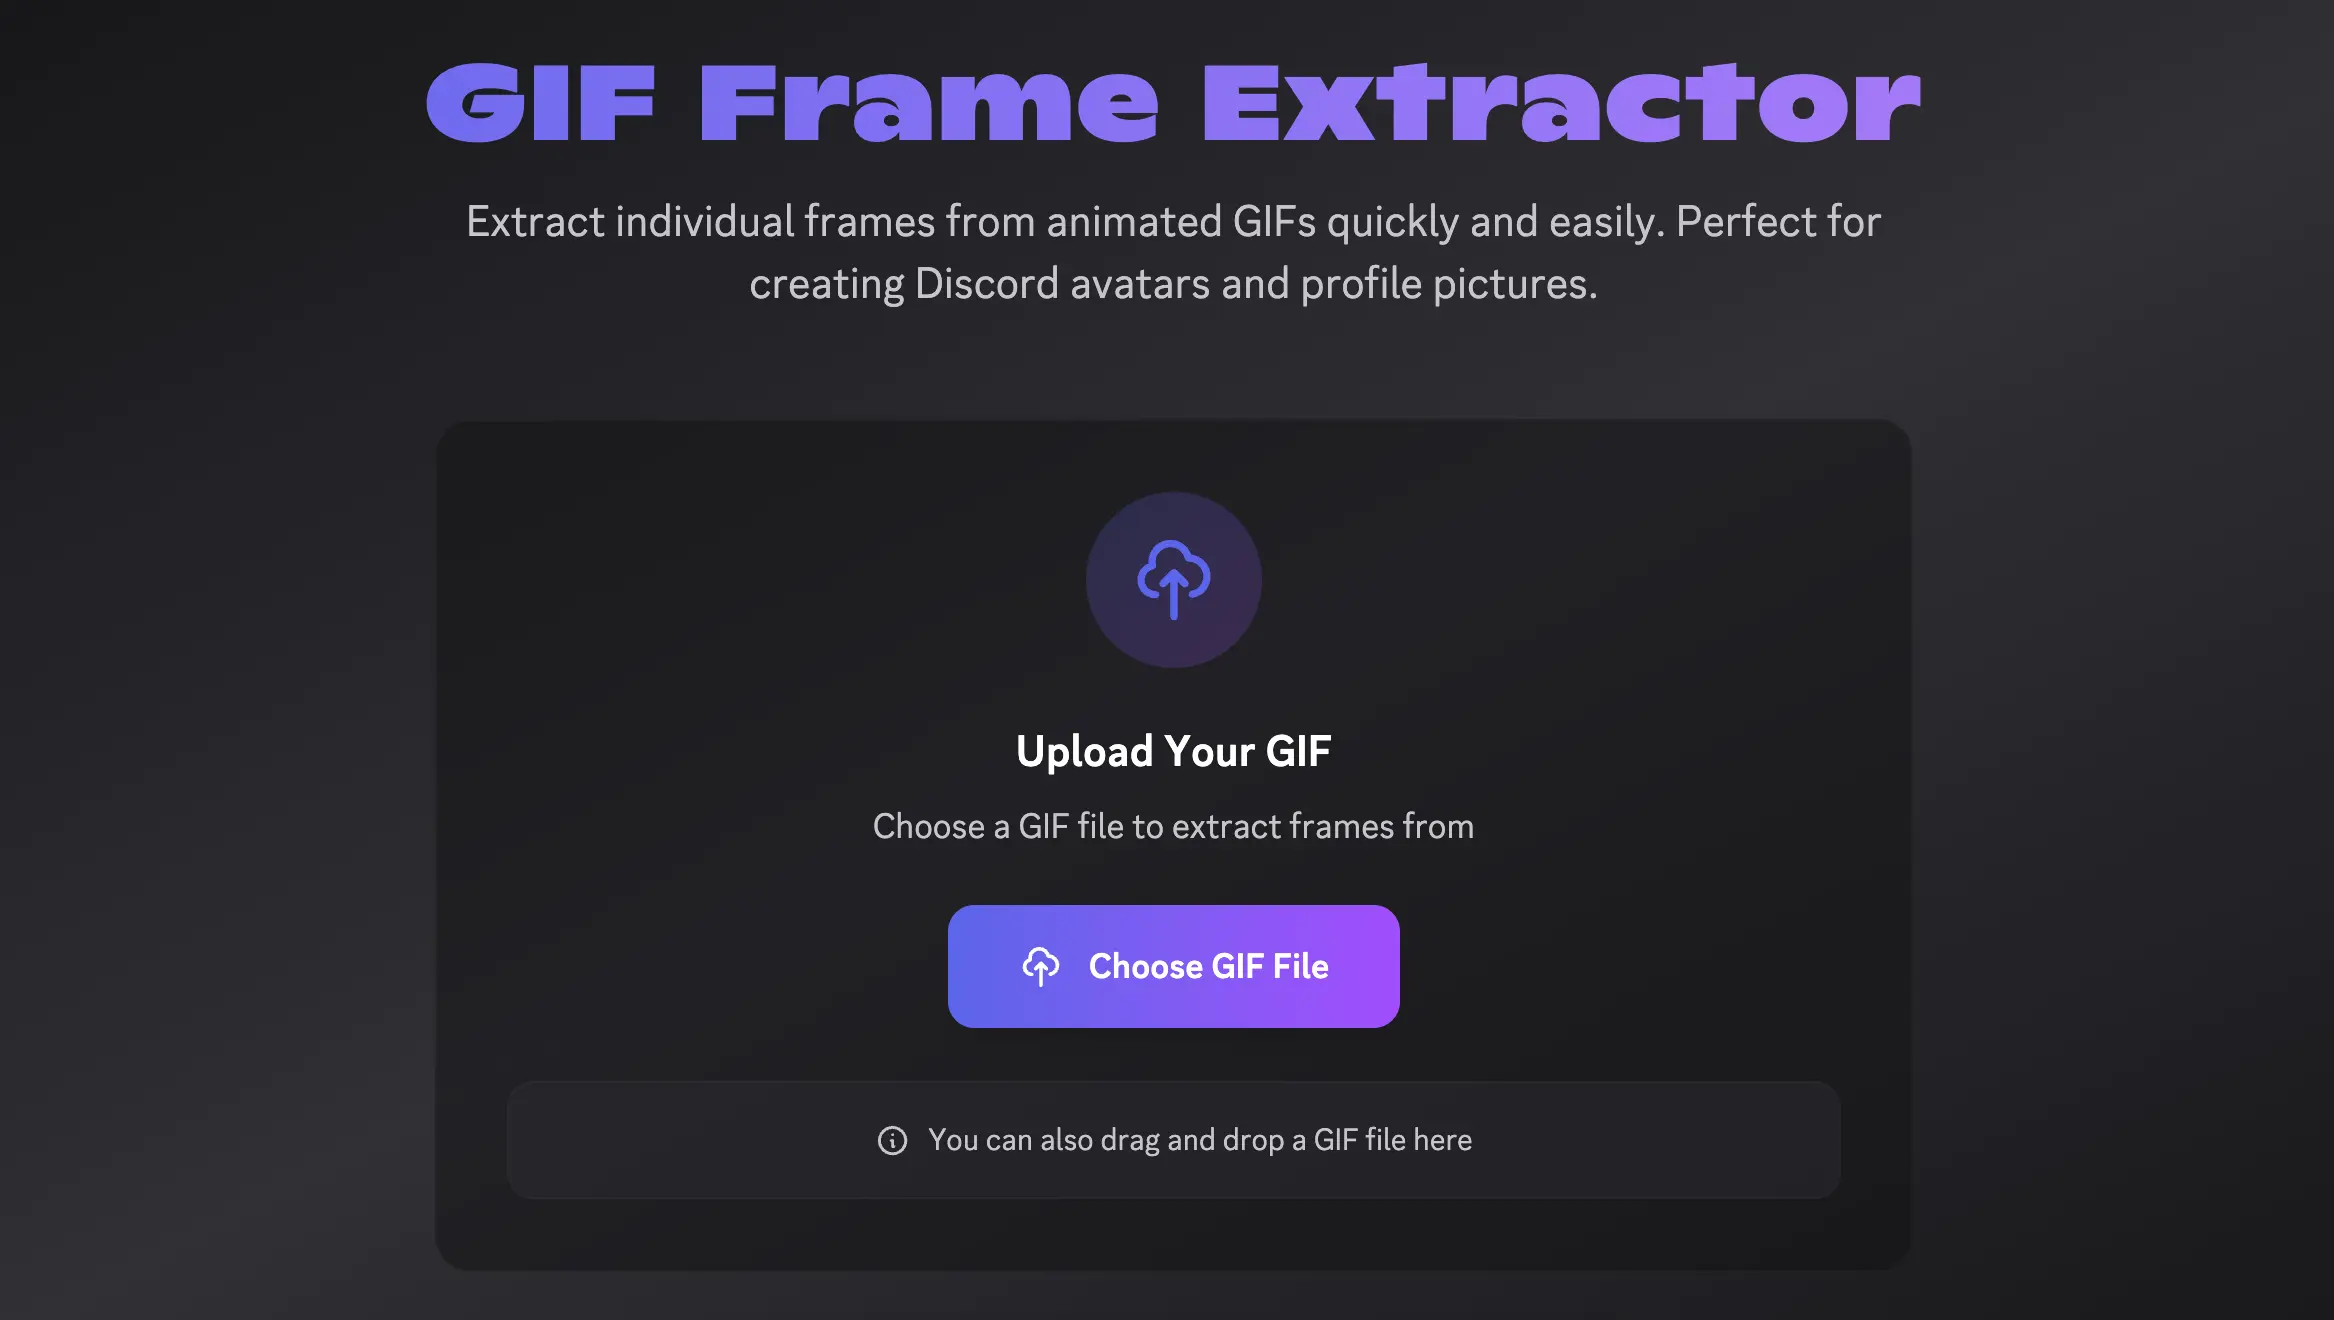 GIF Frame Extractor
Extract individual frames from animated GIFs quickly and easily. Perfect for
creating Discord avatars and profile pictures.
Upload Your GIF
Choose a GIF file to extract frames from
Choose GIF File
You can also drag and drop a GIF file here